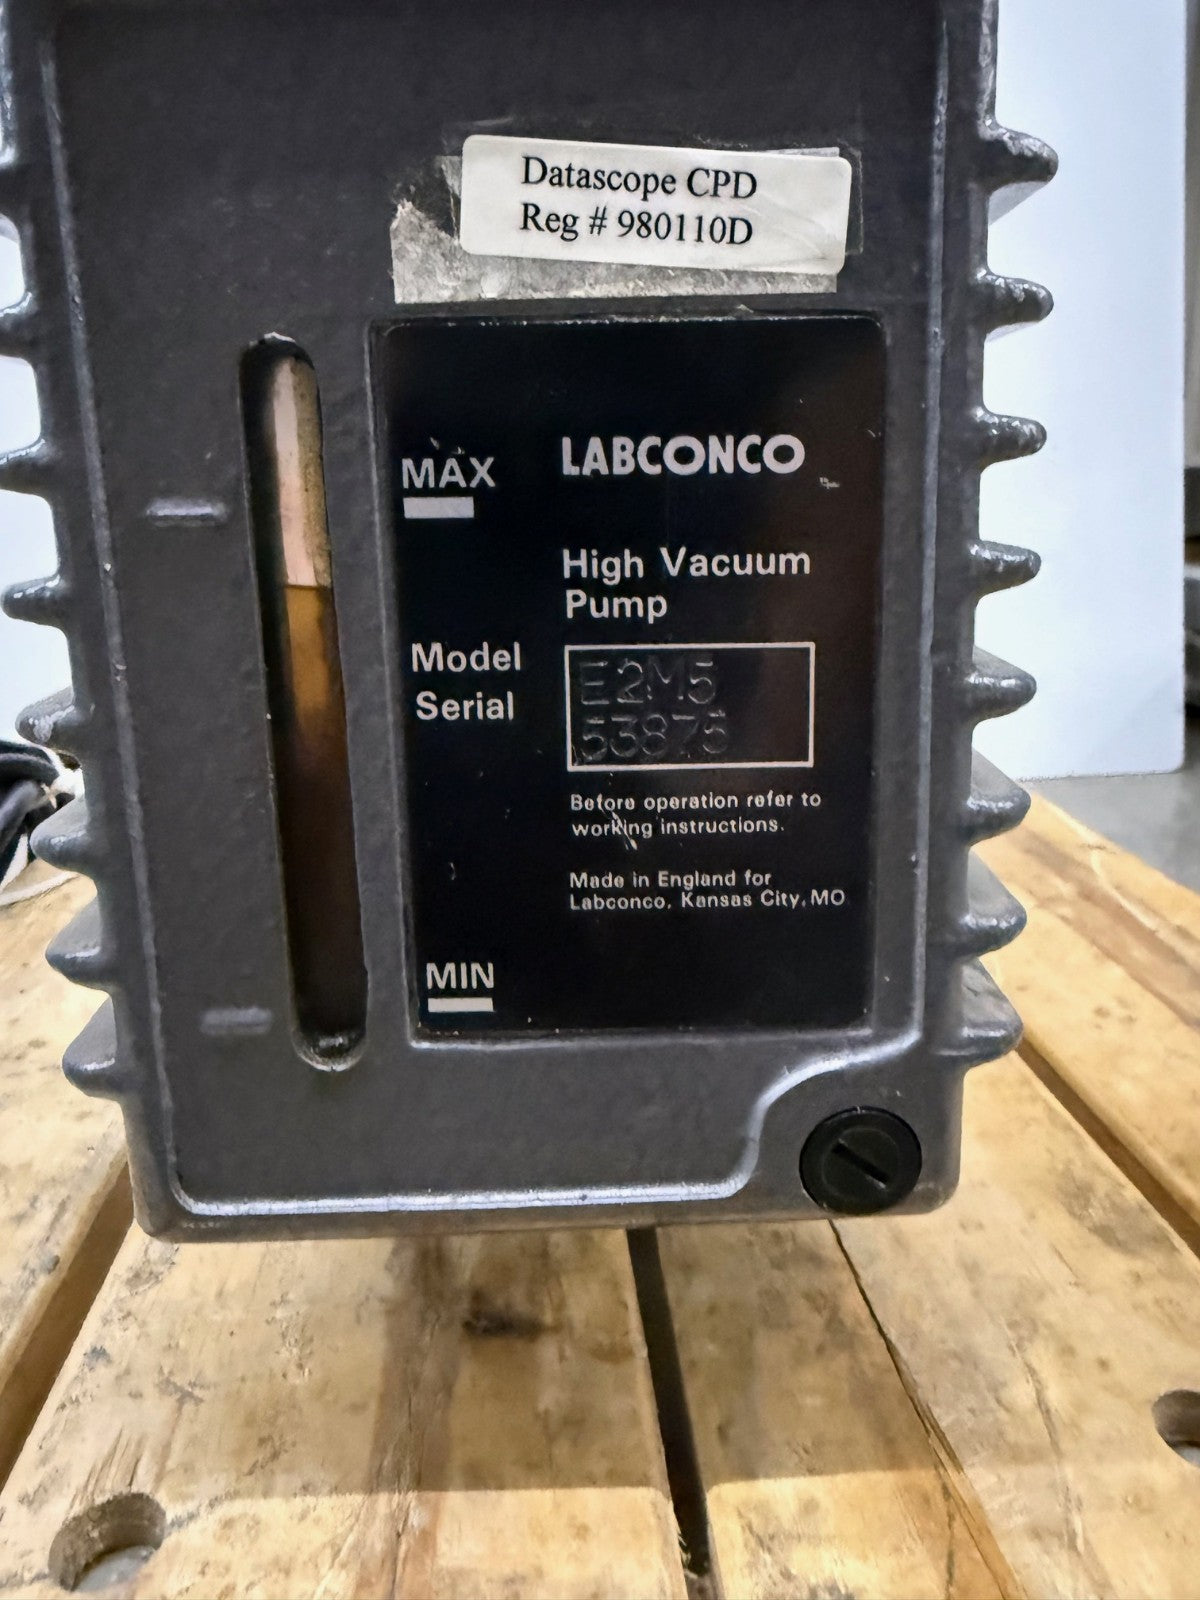 Datascope CPD
Reg # 980110D
MAX
LABCONCO
High Vacuum
Pump
Model E2M5
Serial 53875
Before operation refer to
working instructions.
Made in England for
Labconco, Kansas City, MO
MIN